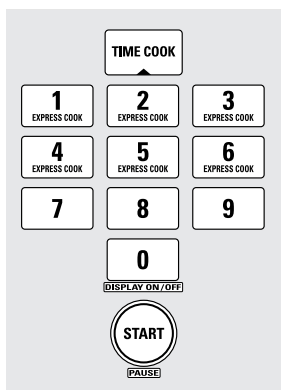 TIME COOK
1 2 3
EXPRESS COOK EXPRESS COOK EXPRESS COOK
4 5 6
EXPRESS COOK EXPRESS COOK EXPRESS COOK
7 8 9
0
DISPLAY ON/OFF
START
PAUSE